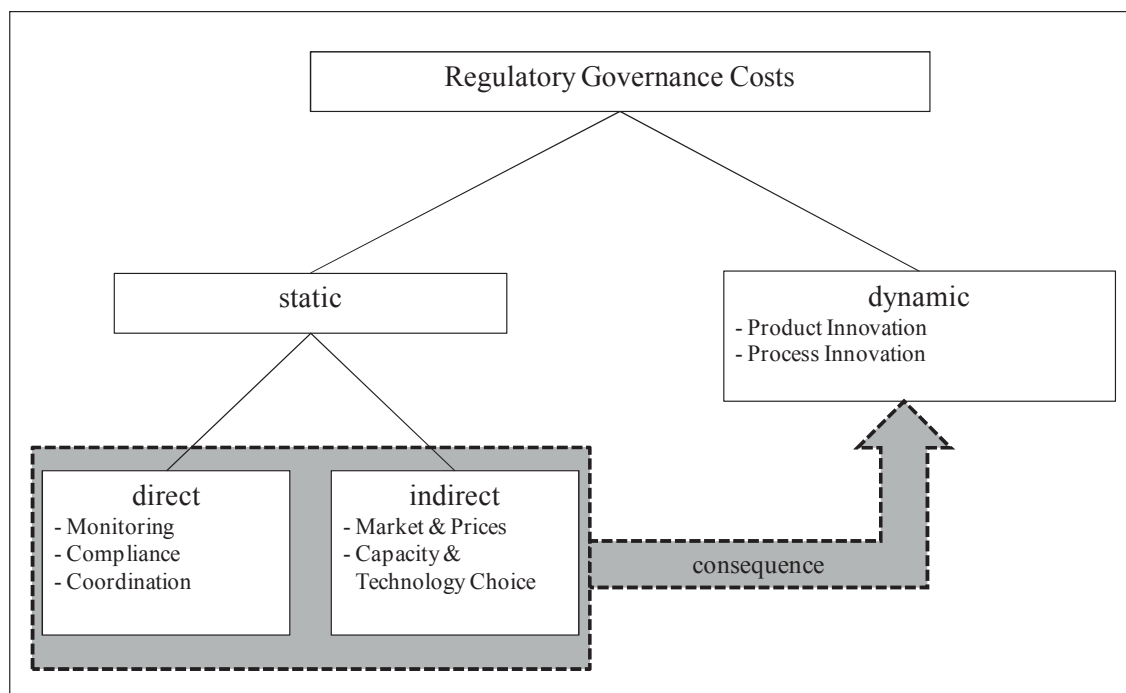 Regulatory Governance Costs
static
dynamic
- Product Innovation
- Process Innovation
direct
- Monitoring
- Compliance
- Coordination
indirect
- Market & Prices
- Capacity &
Technology Choice
consequence